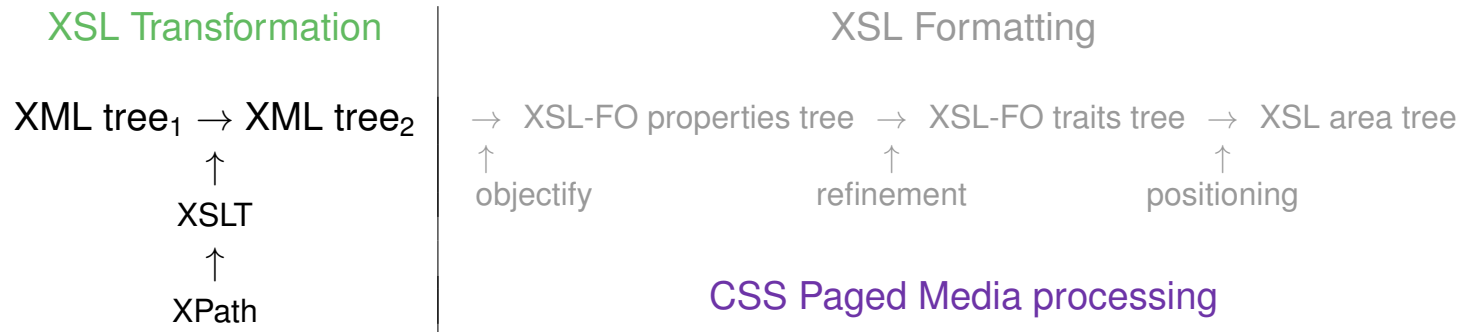 XSL Transformation
XML tree₁ → XML tree₂
↑
XSLT
↑
XPath
XSL Formatting
→ XSL-FO properties tree → XSL-FO traits tree → XSL area tree
↑ ↑ ↑
objectify refinement positioning
CSS Paged Media processing